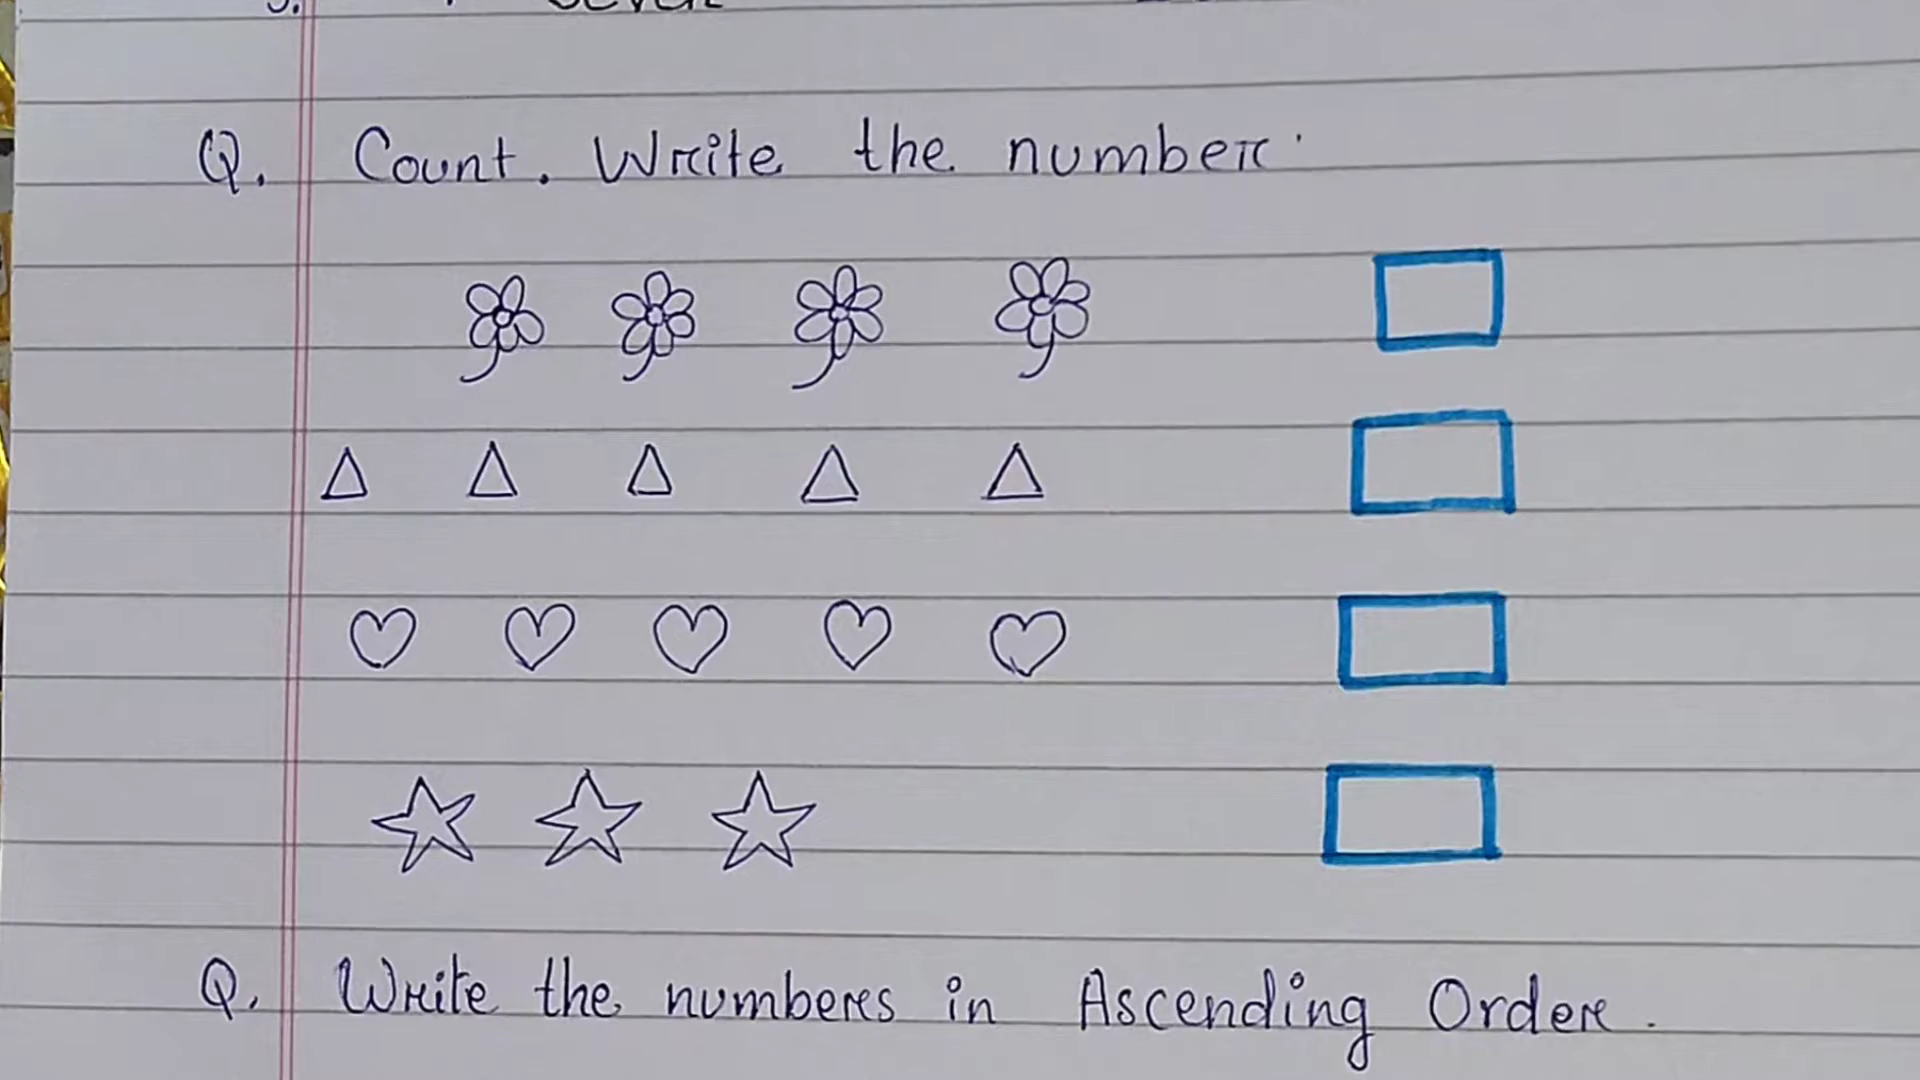 Q. Count. Write the number.
Q. Write the numbers in Ascending Order.